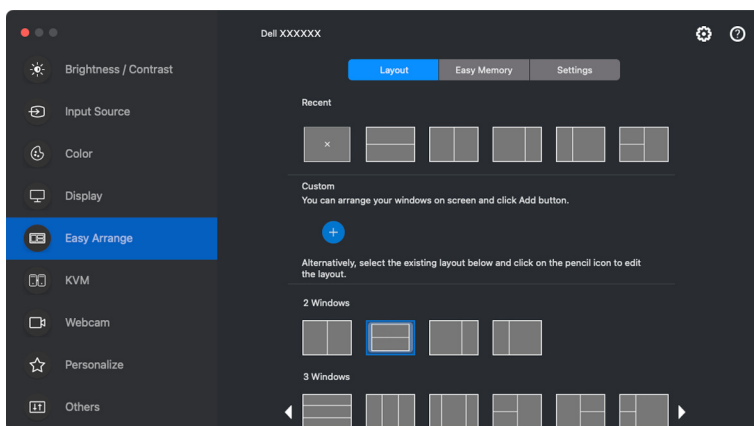 Dell XXXXXX
Brightness / Contrast
Input Source
Color
Display
Easy Arrange
KVM
Webcam
Personalize
Others
Layout
Easy Memory
Settings
Recent
Custom
You can arrange your windows on screen and click Add button.
Alternatively, select the existing layout below and click on the pencil icon to edit
the layout.
2 Windows
3 Windows